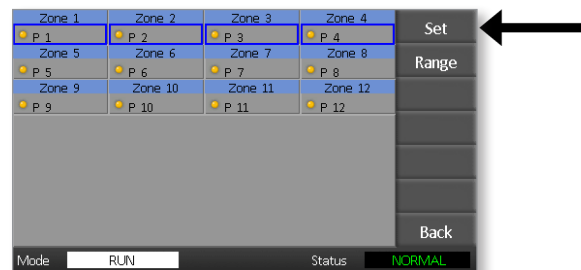 Zone 1 Zone 2 Zone 3 Zone 4 Set
P 1 P 2 P 3 P 4
Zone 5 Zone 6 Zone 7 Zone 8 Range
P 5 P 6 P 7 P 8
Zone 9 Zone 10 Zone 11 Zone 12
P 9 P 10 P 11 P 12
Back
Mode RUN Status NORMAL